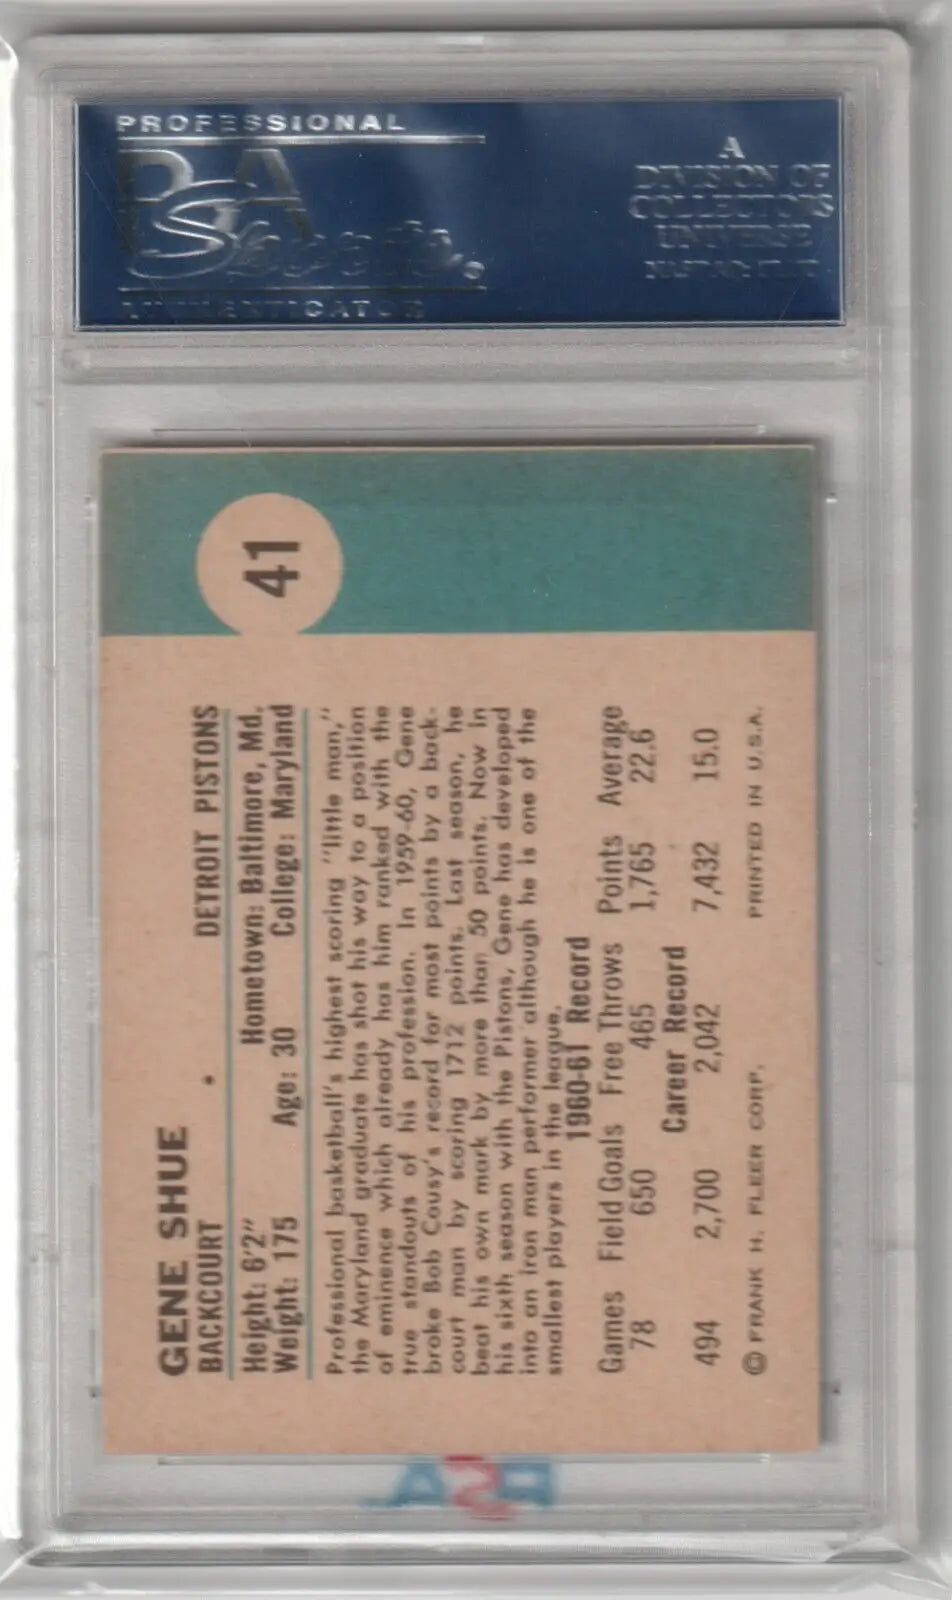 PROFESSIONAL
PSA
Sports
AUTHENTICATOR
A
DIVISION OF
COLLECTORS
UNIVERSE
NASDAQ: CLCT
41
GENE SHUE
BACKCOURT • DETROIT PISTONS
Height: 6'2" Hometown: Baltimore, Md.
Weight: 175 Age: 30 College: Maryland
Professional basketball's highest scoring "little man,"
the Maryland graduate has shot his way to a position
of eminence which already has him ranked with the
true standouts of his profession. In 1959-60, Gene
broke Bob Cousy's record for most points by a back-
court man by scoring 1712 points. Last season, he
beat his own mark by more than 50 points. Now in
his sixth season with the Pistons, Gene has developed
into an iron man performer although he is one of the
smallest players in the league.
1960-61 Record
Games Field Goals Free Throws Points Average
78 650 465 1,765 22.6
Career Record
494 2,700 2,042 7,432 15.0
© FRANK H. FLEER CORP. PRINTED IN U.S.A.
PSA